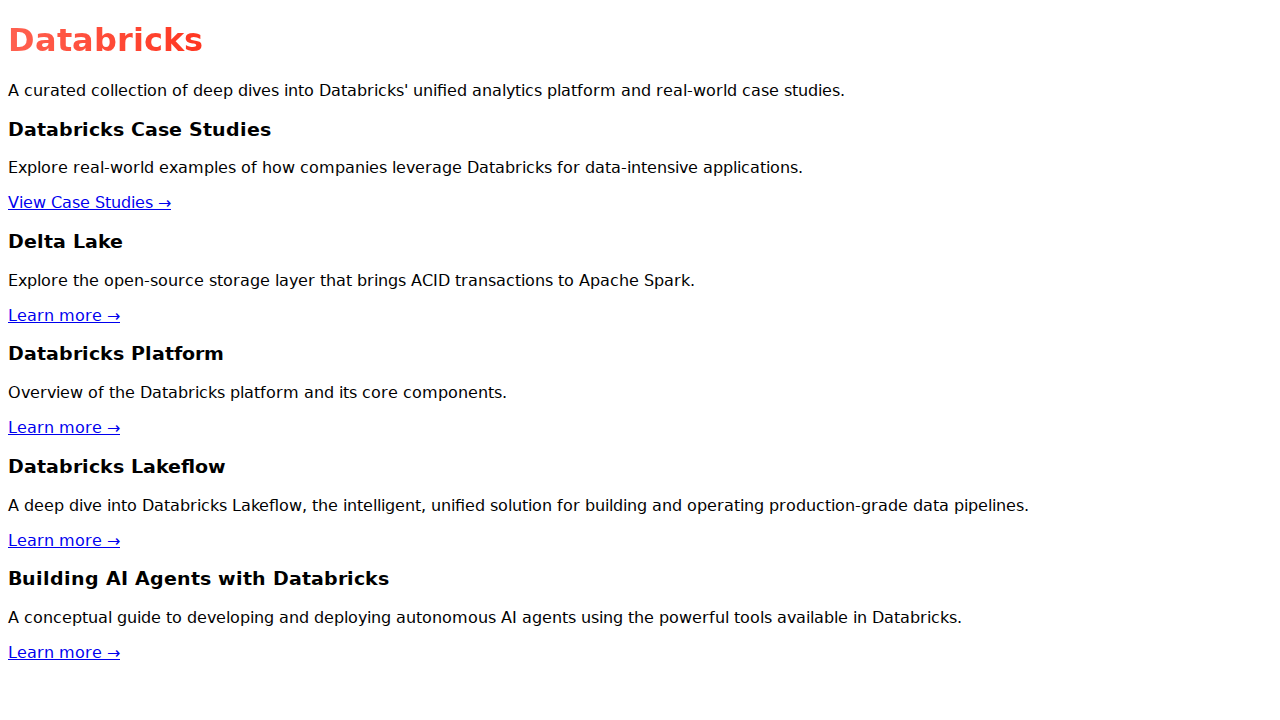 Databricks
A curated collection of deep dives into Databricks' unified analytics platform and real-world case studies.
Databricks Case Studies
Explore real-world examples of how companies leverage Databricks for data-intensive applications.
View Case Studies →
Delta Lake
Explore the open-source storage layer that brings ACID transactions to Apache Spark.
Learn more →
Databricks Platform
Overview of the Databricks platform and its core components.
Learn more →
Databricks Lakeflow
A deep dive into Databricks Lakeflow, the intelligent, unified solution for building and operating production-grade data pipelines.
Learn more →
Building AI Agents with Databricks
A conceptual guide to developing and deploying autonomous AI agents using the powerful tools available in Databricks.
Learn more →